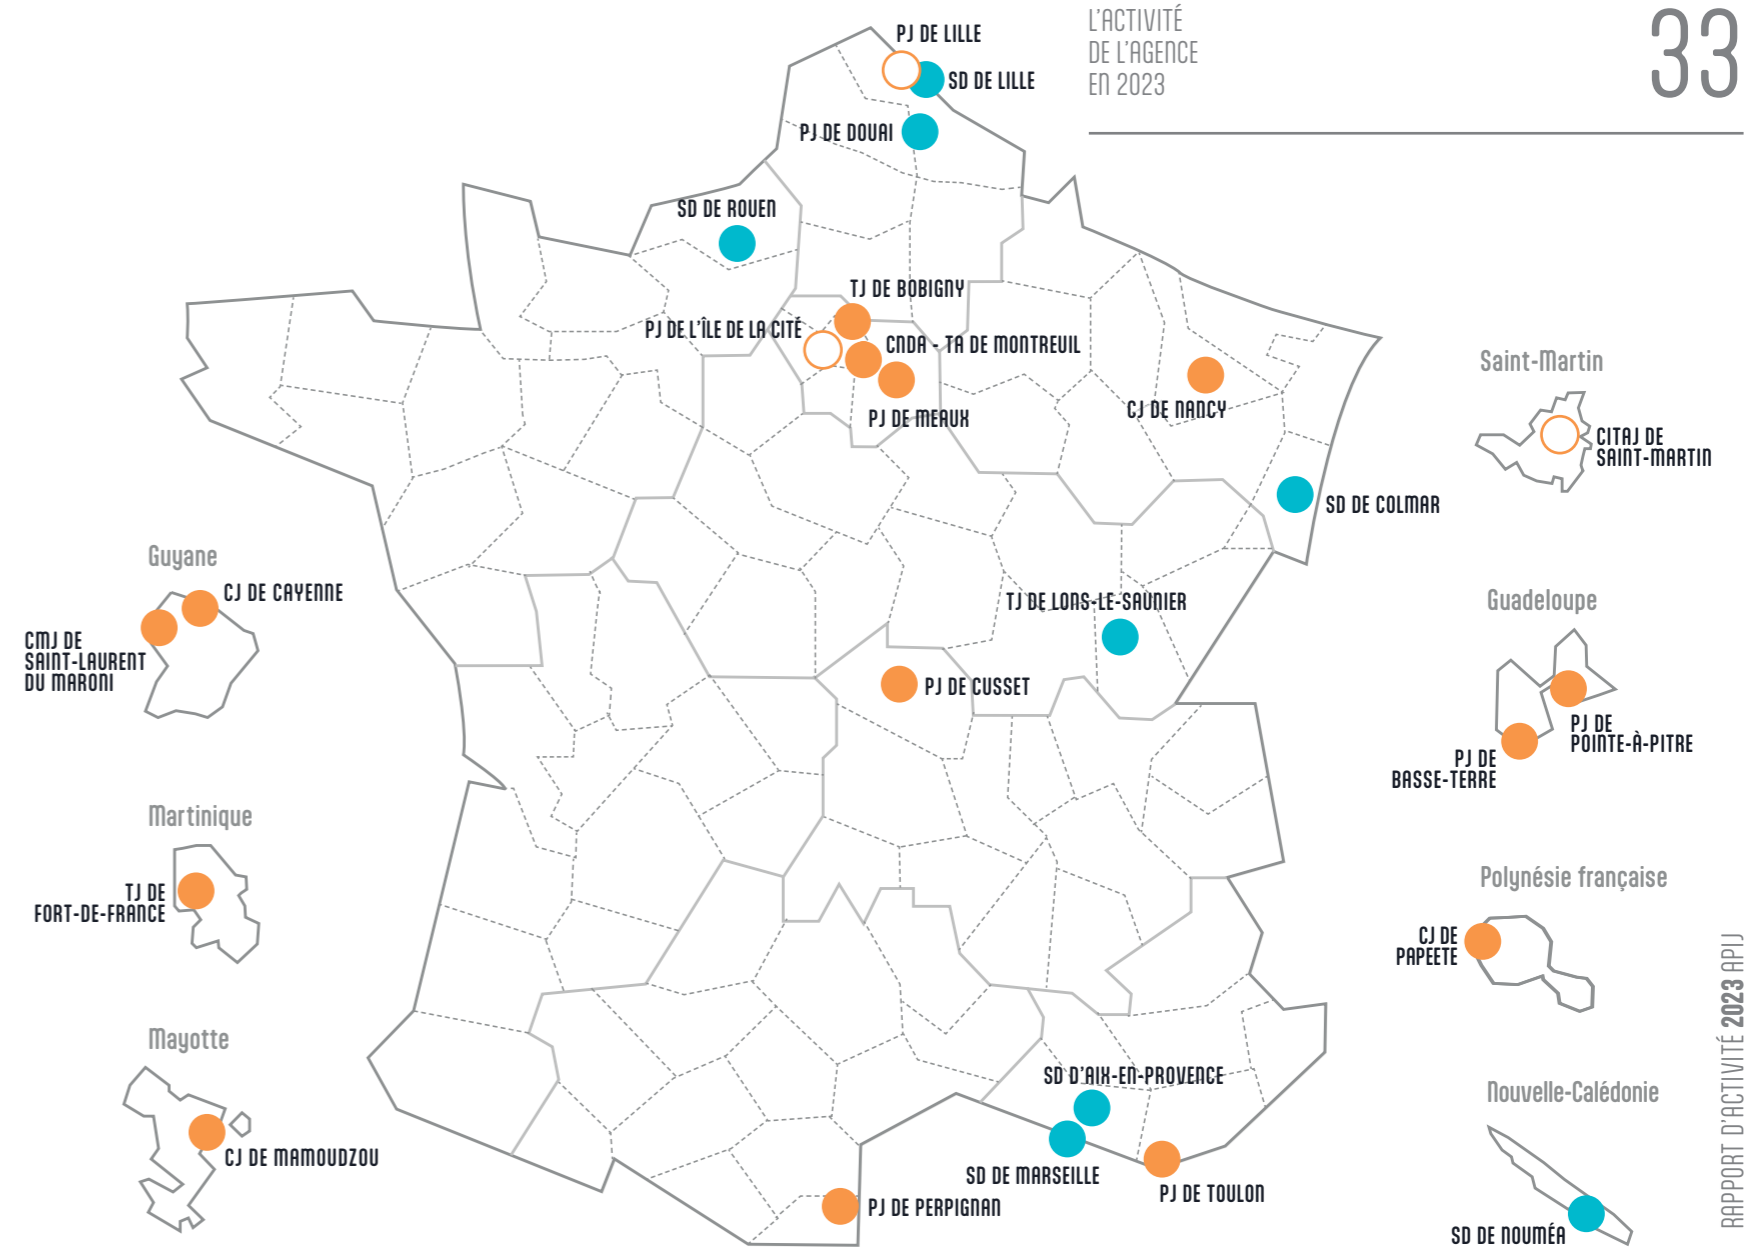 L'ACTIVITÉ
DE L'AGENCE
EN 2023
33
PJ DE LILLE
SD DE LILLE
PJ DE DOUAI
SD DE ROUEN
TJ DE BOBIGNY
PJ DE L'ÎLE DE LA CITÉ
CNDA - TA DE MONTREUIL
PJ DE MEAUX
CJ DE NANCY
SD DE COLMAR
TJ DE LONS-LE-SAUNIER
PJ DE CUSSET
SD D'AIX-EN-PROVENCE
SD DE MARSEILLE
PJ DE TOULON
PJ DE PERPIGNAN
Guyane
CJ DE CAYENNE
CMJ DE
SAINT-LAURENT
DU MARONI
Martinique
TJ DE
FORT-DE-FRANCE
Mayotte
CJ DE MAMOUDZOU
Saint-Martin
CITAJ DE
SAINT-MARTIN
Guadeloupe
PJ DE
POINTE-À-PITRE
PJ DE
BASSE-TERRE
Polynésie française
CJ DE
PAPEETE
Nouvelle-Calédonie
SD DE NOUMÉA
RAPPORT D'ACTIVITÉ 2023 APIJ